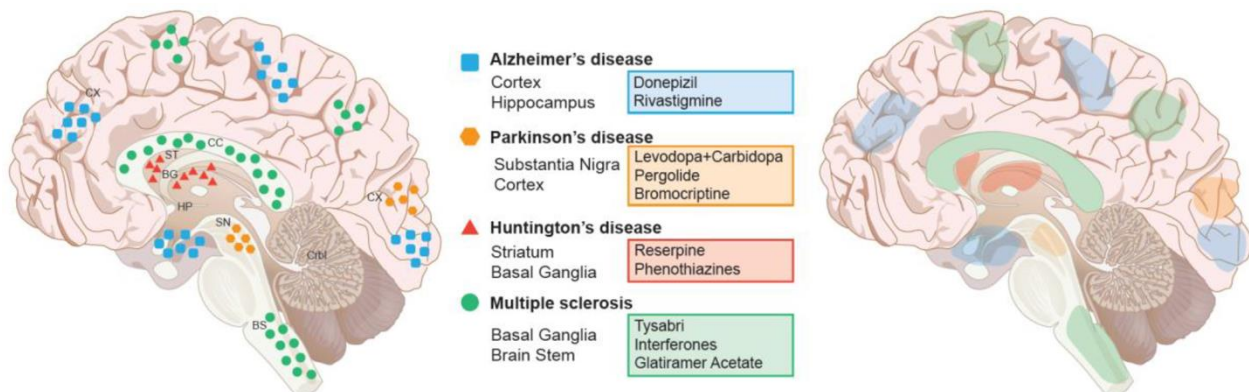 CX
ST
CC
BG
HP
SN
CX
Crbl
BS
Alzheimer's disease
Cortex
Hippocampus
Donepizil
Rivastigmine
Parkinson's disease
Substantia Nigra
Cortex
Levodopa+Carbidopa
Pergolide
Bromocriptine
Huntington's disease
Striatum
Basal Ganglia
Reserpine
Phenothiazines
Multiple sclerosis
Basal Ganglia
Brain Stem
Tysabri
Interferones
Glatiramer Acetate